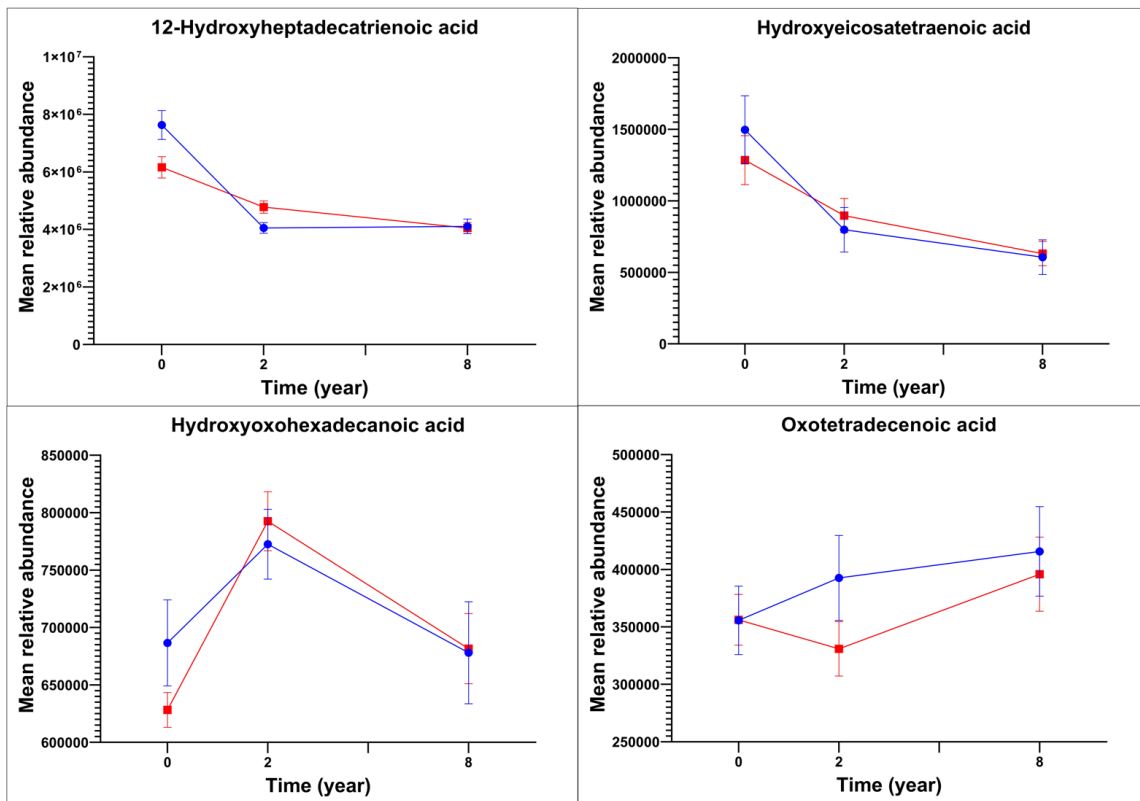 12-Hydroxyheptadecatrienoic acid
Mean relative abundance
1×10⁷
8×10⁶
6×10⁶
4×10⁶
2×10⁶
0
0 2 8
Time (year)
Hydroxyeicosatetraenoic acid
Mean relative abundance
2000000
1500000
1000000
500000
0
0 2 8
Time (year)
Hydroxyoxohexadecanoic acid
Mean relative abundance
850000
800000
750000
700000
650000
600000
0 2 8
Time (year)
Oxotetradecenoic acid
Mean relative abundance
500000
450000
400000
350000
300000
250000
0 2 8
Time (year)